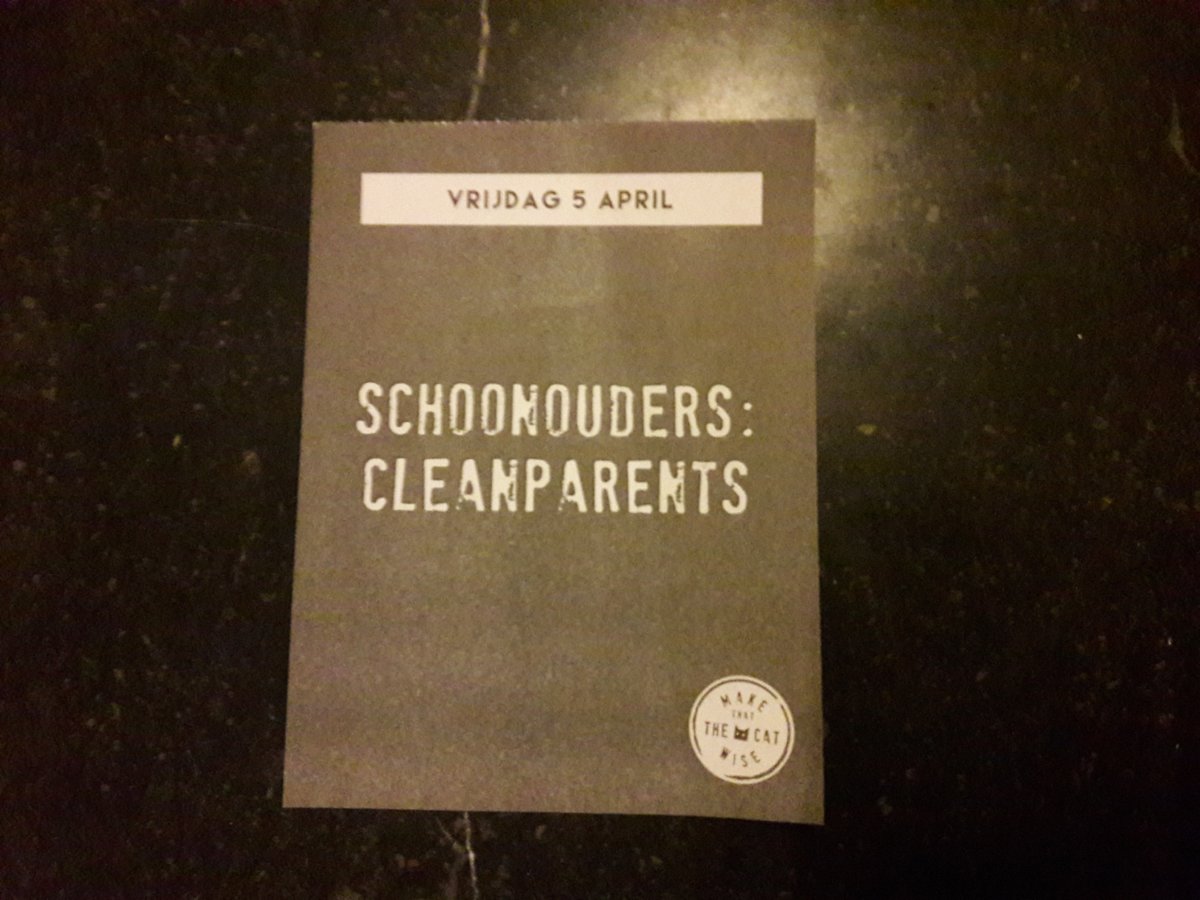 VRIJDAG 5 APRIL
SCHOONOUDERS:
CLEANPARENTS
MAKE
THAT
THE CAT
WISE